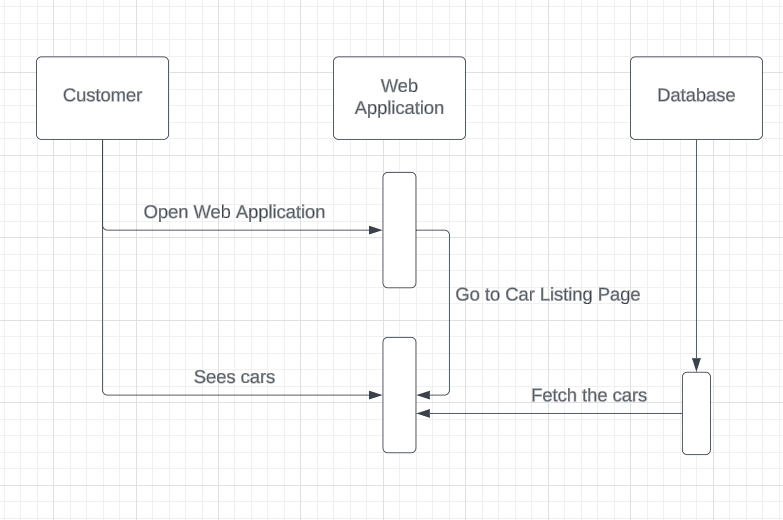 Customer
Web
Application
Database
Open Web Application
Go to Car Listing Page
Sees cars
Fetch the cars